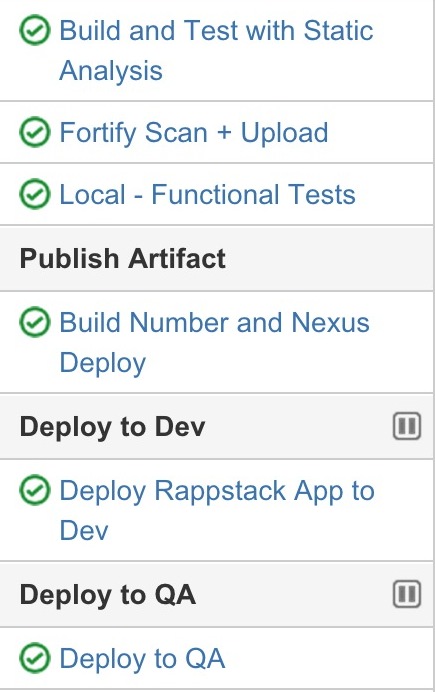 Build and Test with Static
Analysis
Fortify Scan + Upload
Local - Functional Tests
Publish Artifact
Build Number and Nexus
Deploy
Deploy to Dev
Deploy Rappstack App to
Dev
Deploy to QA
Deploy to QA